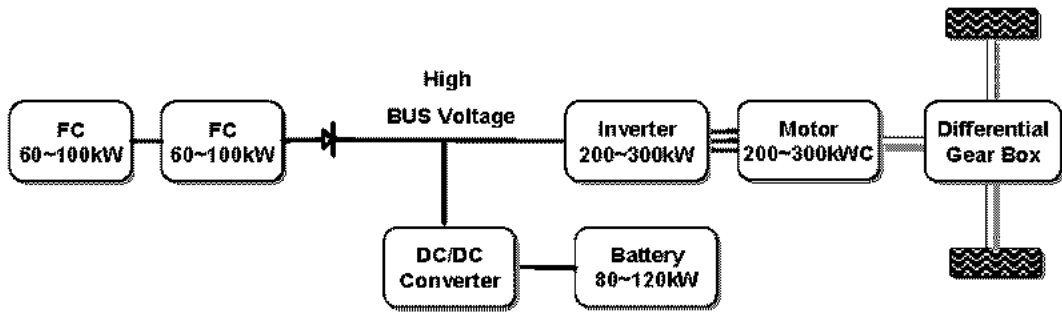 High
BUS Voltage
FC
60~100kW
FC
60~100kW
Inverter
200~300kW
Motor
200~300kWC
Differential
Gear Box
DC/DC
Converter
Battery
80~120kW